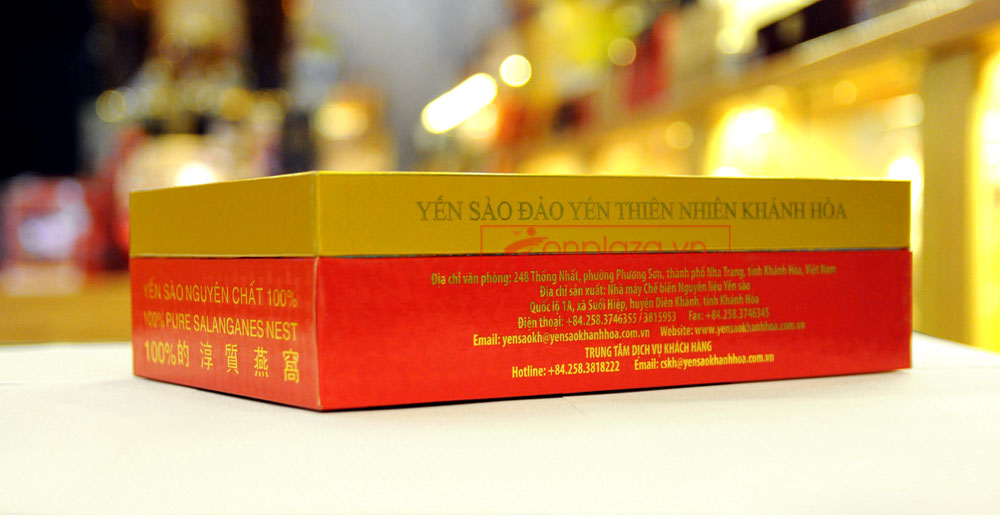 YẾN SÀO ĐẢO YẾN THIÊN NHIÊN KHÁNH HÒA
onplaza.vn
YẾN SÀO NGUYÊN CHẤT 100%
100% PURE SALANGANES NEST
100%的 淳 質 燕 窩
Địa chỉ văn phòng: 248 Thống Nhất, phường Phương Sơn, thành phố Nha Trang, tỉnh Khánh Hòa, Việt Nam
Địa chỉ sản xuất: Nhà máy Chế biến Nguyên liệu Yến sào
Quốc lộ 1A, xã Suối Hiệp, huyện Diên Khánh, tỉnh Khánh Hòa
Điện thoại: +84.258.3746355 / 3815953 Fax: +84.258.3746345
Email: yensaokh@yensaokhanhhoa.com.vn Website: www.yensaokhanhhoa.com.vn
TRUNG TÂM DỊCH VỤ KHÁCH HÀNG
Hotline: +84.258.3818222 Email: cskh@yensaokhanhhoa.com.vn